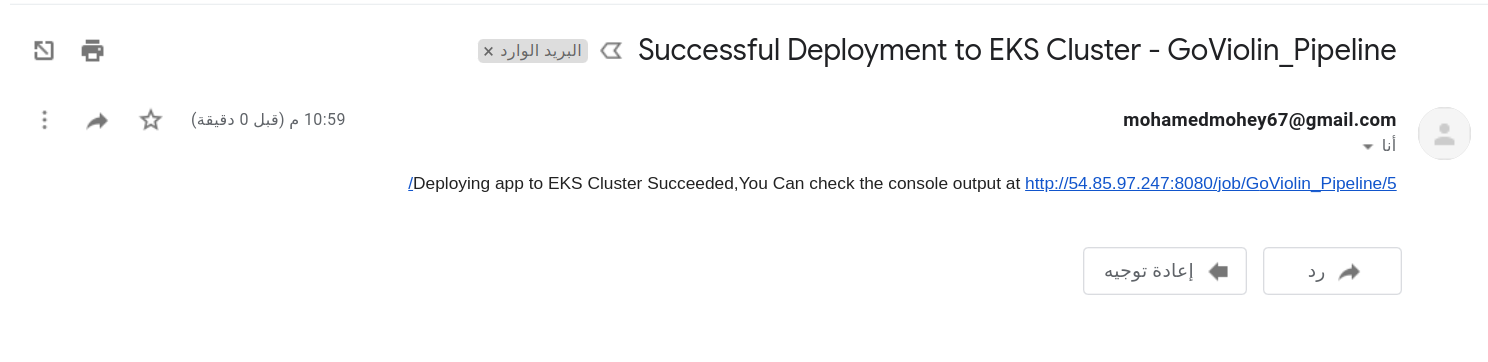 Successful Deployment to EKS Cluster - GoViolin_Pipeline
البريد الوارد ×
mohamedmohey67@gmail.com
10:59 م (قبل 0 دقيقة)
أنا
Deploying app to EKS Cluster Succeeded,You Can check the console output at http://54.85.97.247:8080/job/GoViolin_Pipeline/5/
رد
إعادة توجيه